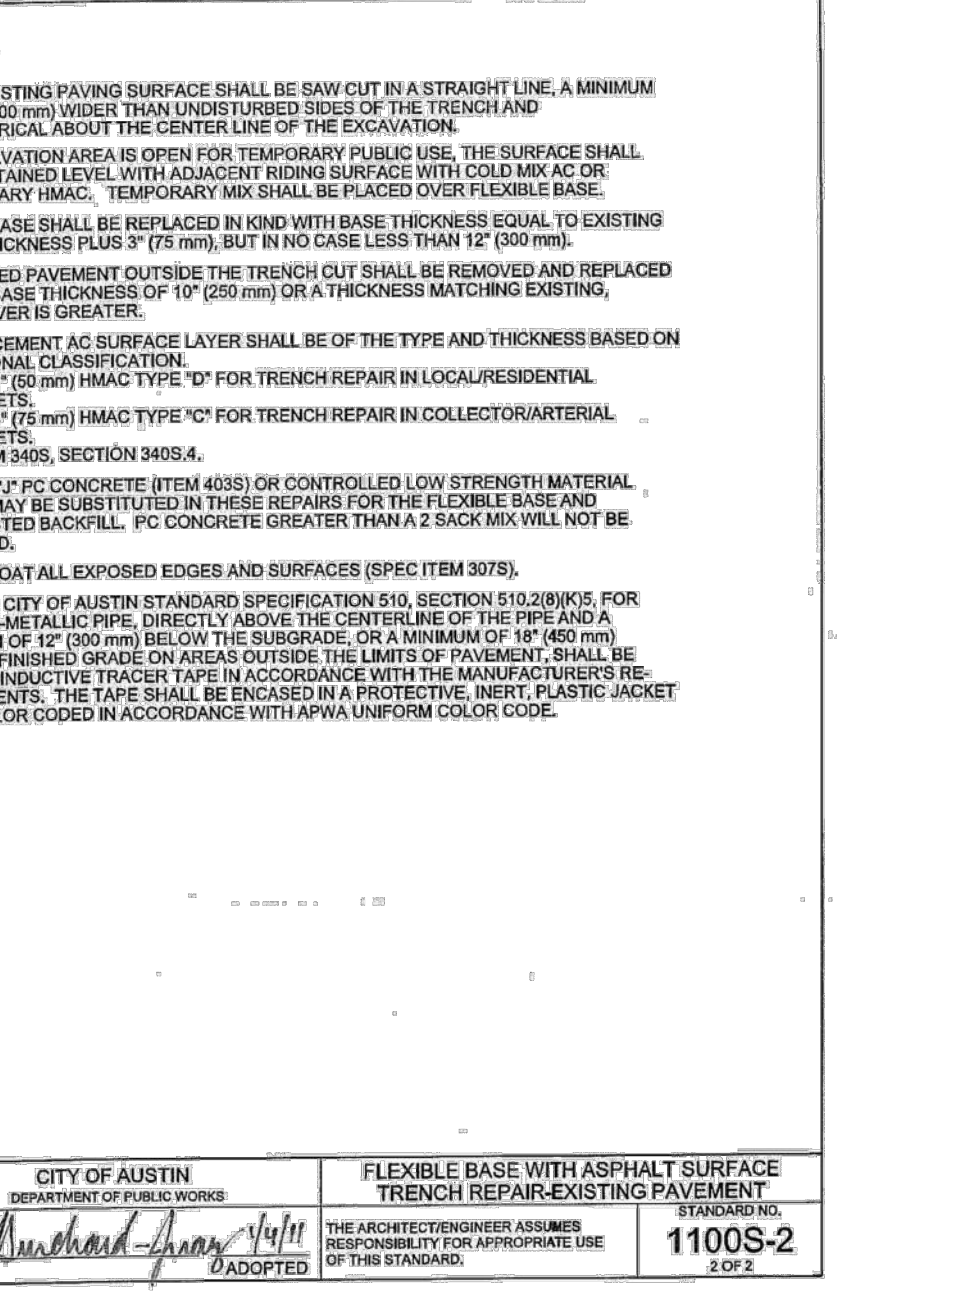 STING PAVING SURFACE SHALL BE SAW CUT IN A STRAIGHT LINE, A MINIMUM
00 mm) WIDER THAN UNDISTURBED SIDES OF THE TRENCH AND
RICAL ABOUT THE CENTER LINE OF THE EXCAVATION.
VATION AREA IS OPEN FOR TEMPORARY PUBLIC USE, THE SURFACE SHALL
TAINED LEVEL WITH ADJACENT RIDING SURFACE WITH COLD MIX AC OR
ARY HMAC. TEMPORARY MIX SHALL BE PLACED OVER FLEXIBLE BASE.
ASE SHALL BE REPLACED IN KIND WITH BASE THICKNESS EQUAL TO EXISTING
ICKNESS PLUS 3" (75 mm), BUT IN NO CASE LESS THAN 12" (300 mm).
ED PAVEMENT OUTSIDE THE TRENCH CUT SHALL BE REMOVED AND REPLACED
ASE THICKNESS OF 10" (250 mm) OR A THICKNESS MATCHING EXISTING,
VER IS GREATER.
CEMENT AC SURFACE LAYER SHALL BE OF THE TYPE AND THICKNESS BASED ON
NAL CLASSIFICATION.
" (50 mm) HMAC TYPE "D" FOR TRENCH REPAIR IN LOCAL/RESIDENTIAL
ETS.
" (75 mm) HMAC TYPE "C" FOR TRENCH REPAIR IN COLLECTOR/ARTERIAL
ETS.
M 340S, SECTION 340S.4.
"J" PC CONCRETE (ITEM 403S) OR CONTROLLED LOW STRENGTH MATERIAL
MAY BE SUBSTITUTED IN THESE REPAIRS FOR THE FLEXIBLE BASE AND
TED BACKFILL. PC CONCRETE GREATER THAN A 2 SACK MIX WILL NOT BE
D.
OAT ALL EXPOSED EDGES AND SURFACES (SPEC ITEM 307S).
CITY OF AUSTIN STANDARD SPECIFICATION 510, SECTION 510.2(8)(K)5, FOR
-METALLIC PIPE, DIRECTLY ABOVE THE CENTERLINE OF THE PIPE AND A
M OF 12" (300 mm) BELOW THE SUBGRADE, OR A MINIMUM OF 18" (450 mm)
FINISHED GRADE ON AREAS OUTSIDE THE LIMITS OF PAVEMENT, SHALL BE
INDUCTIVE TRACER TAPE IN ACCORDANCE WITH THE MANUFACTURER'S RE-
ENTS. THE TAPE SHALL BE ENCASED IN A PROTECTIVE, INERT, PLASTIC JACKET
LOR CODED IN ACCORDANCE WITH APWA UNIFORM COLOR CODE.
CITY OF AUSTIN
DEPARTMENT OF PUBLIC WORKS
FLEXIBLE BASE WITH ASPHALT SURFACE
TRENCH REPAIR-EXISTING PAVEMENT
1/4/11
ADOPTED
THE ARCHITECT/ENGINEER ASSUMES
RESPONSIBILITY FOR APPROPRIATE USE
OF THIS STANDARD.
STANDARD NO.
1100S-2
2 OF 2